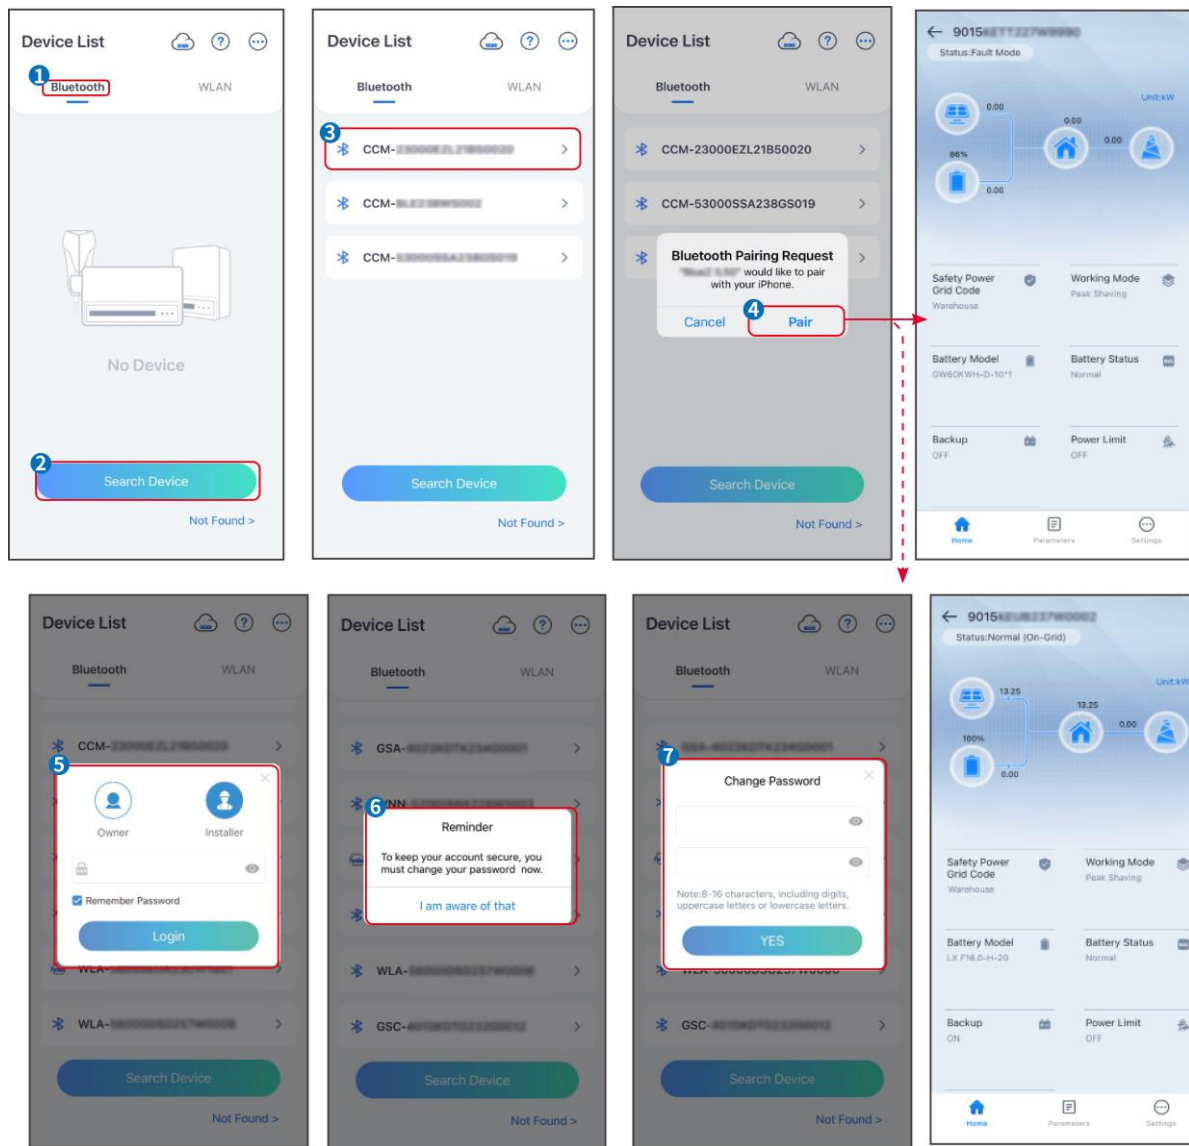 Device List
1
Bluetooth
WLAN
No Device
2
Search Device
Not Found >
Device List
Bluetooth
WLAN
3
CCM-
CCM-
CCM-
Search Device
Not Found >
Device List
Bluetooth
WLAN
CCM-23000EZL21B50020
CCM-53000SSA238GS019
Bluetooth Pairing Request
would like to pair
with your iPhone.
4
Cancel
Pair
Search Device
Not Found >
9015
Status:Fault Mode
Unit:kW
0.00
0.00
0.00
86%
0.00
Safety Power
Grid Code
Warehouse
Working Mode
Peak Shaving
Battery Model
GW60KWH-D-10*1
Battery Status
Normal
Backup
OFF
Power Limit
OFF
Home
Parameters
Settings
Device List
Bluetooth
WLAN
CCM-
5
Owner
Installer
Remember Password
Login
WLA-
WLA-
Search Device
Not Found >
Device List
Bluetooth
WLAN
GSA-
6
Reminder
To keep your account secure, you
must change your password now.
I am aware of that
WLA-
GSC-
Search Device
Not Found >
Device List
Bluetooth
WLAN
7
Change Password
Note:8-16 characters, including digits,
uppercase letters or lowercase letters.
YES
GSC-
Search Device
Not Found >
9015
Status:Normal (On-Grid)
Unit:kW
13.25
13.25
0.00
100%
0.00
Safety Power
Grid Code
Warehouse
Working Mode
Peak Shaving
Battery Model
LX F16.0-H-20
Battery Status
Normal
Backup
ON
Power Limit
OFF
Home
Parameters
Settings